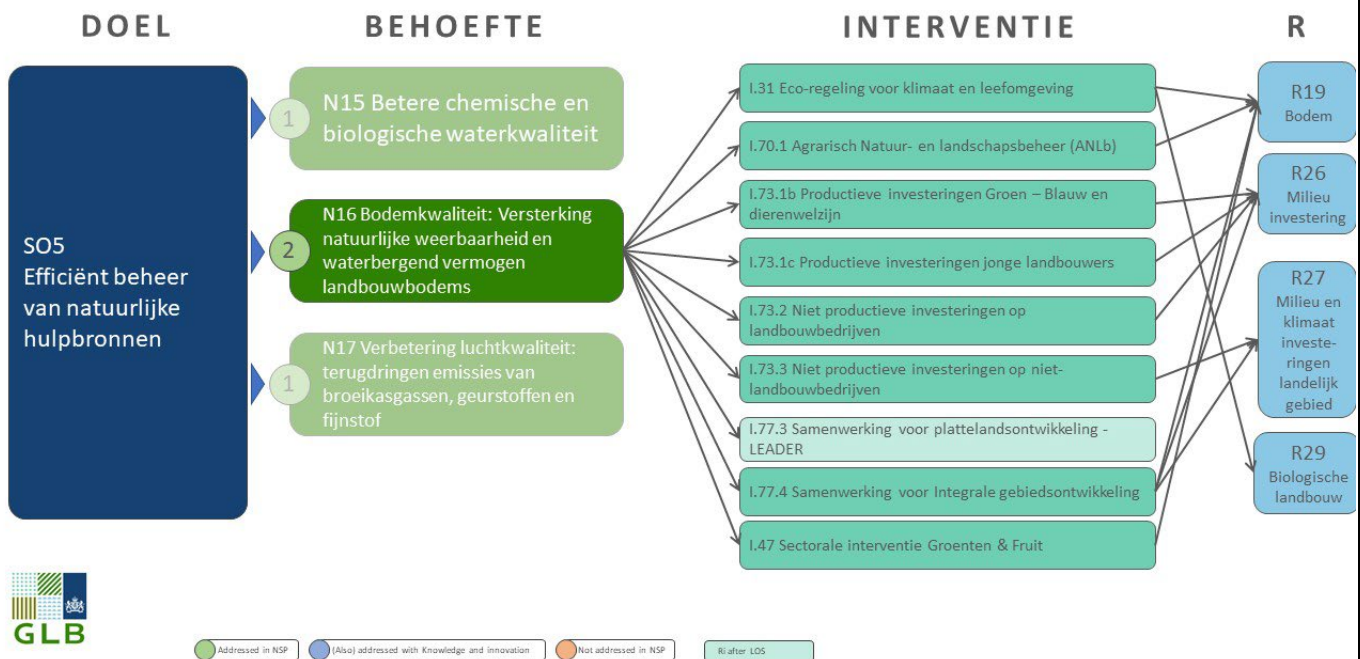 DOEL
BEHOEFTE
INTERVENTIE
R
SO5
Efficiënt beheer
van natuurlijke
hulpbronnen
1
N15 Betere chemische en
biologische waterkwaliteit
2
N16 Bodemkwaliteit: Versterking
natuurlijke weerbaarheid en
waterbergend vermogen
landbouwbodems
1
N17 Verbetering luchtkwaliteit:
terugdringen emissies van
broeikasgassen, geurstoffen en
fijnstof
I.31 Eco-regeling voor klimaat en leefomgeving
I.70.1 Agrarisch Natuur- en landschapsbeheer (ANLb)
I.73.1b Productieve investeringen Groen – Blauw en
dierenwelzijn
I.73.1c Productieve investeringen jonge landbouwers
I.73.2 Niet productieve investeringen op
landbouwbedrijven
I.73.3 Niet productieve investeringen op niet-
landbouwbedrijven
I.77.3 Samenwerking voor plattelandsontwikkeling -
LEADER
I.77.4 Samenwerking voor Integrale gebiedsontwikkeling
I.47 Sectorale interventie Groenten & Fruit
R19
Bodem
R26
Milieu
investering
R27
Milieu en
klimaat
investe-
ringen
landelijk
gebied
R29
Biologische
landbouw
GLB
Addressed in NSP
(Also) addressed with Knowledge and innovation
Not addressed in NSP
Ri after LOS